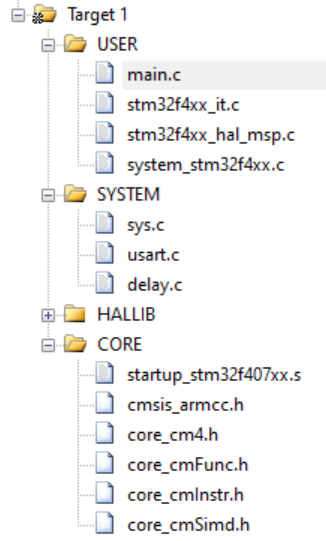 Target 1
USER
main.c
stm32f4xx_it.c
stm32f4xx_hal_msp.c
system_stm32f4xx.c
SYSTEM
sys.c
usart.c
delay.c
HALLIB
CORE
startup_stm32f407xx.s
cmsis_armcc.h
core_cm4.h
core_cmFunc.h
core_cmInstr.h
core_cmSimd.h